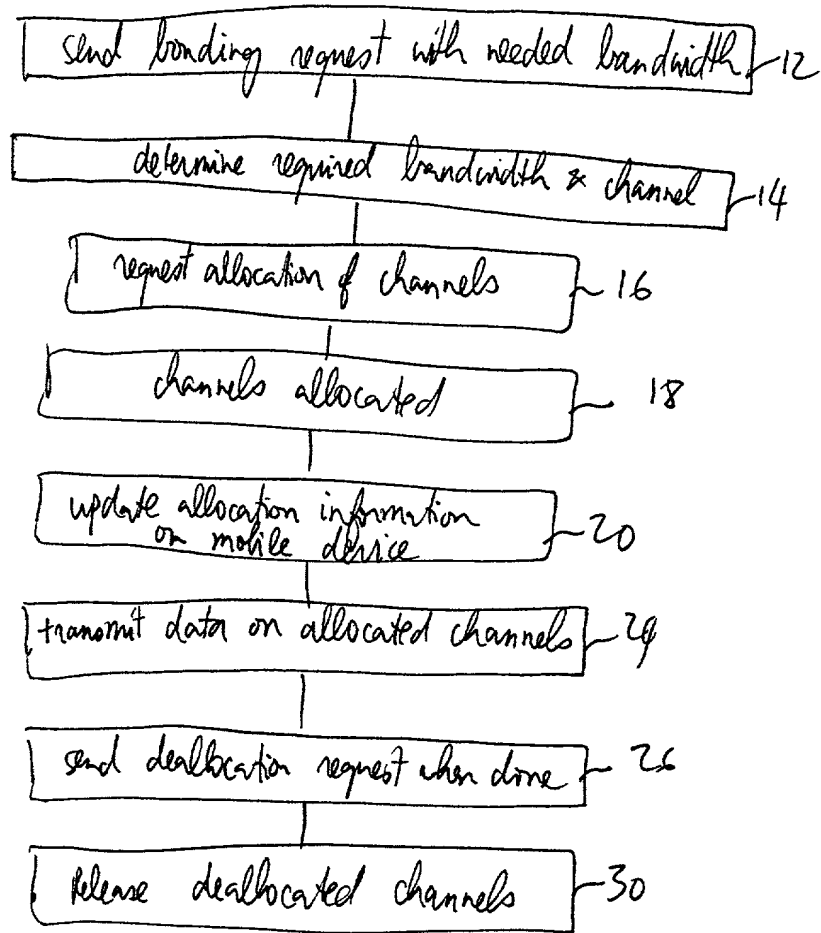 send bonding request with needed bandwidth 12
determine required bandwidth & channel 14
request allocation of channels 16
channels allocated 18
update allocation information
on mobile device 20
transmit data on allocated channels 24
send deallocation request when done 26
release deallocated channels 30